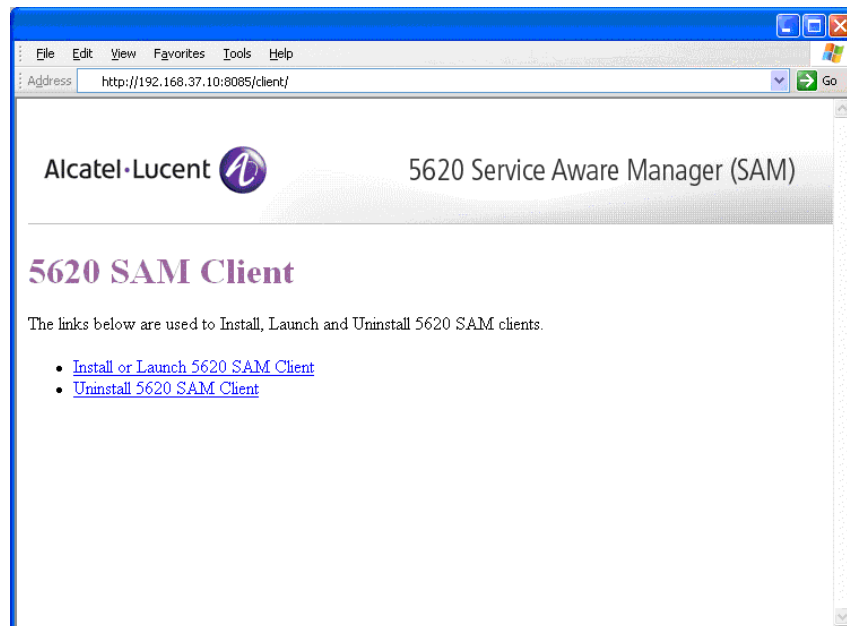 File Edit View Favorites Tools Help
Address http://192.168.37.10:8085/client/ Go
Alcatel·Lucent 5620 Service Aware Manager (SAM)
5620 SAM Client
The links below are used to Install, Launch and Uninstall 5620 SAM clients.
Install or Launch 5620 SAM Client
Uninstall 5620 SAM Client